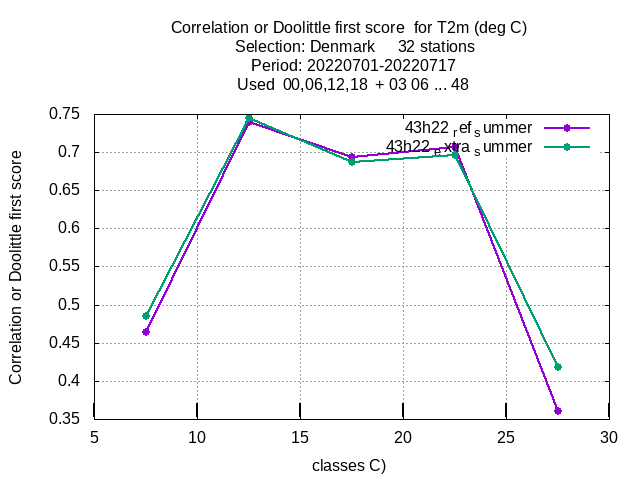 Correlation or Doolittle first score  for T2m (deg C)
Selection: Denmark     32 stations
Period: 20220701-20220717
Used  00,06,12,18  + 03 06 ... 48
43h22refsummer
43h22extrasummer
Correlation or Doolittle first score
0.75
0.7
0.65
0.6
0.55
0.5
0.45
0.4
0.35
5 10 15 20 25 30
classes C)